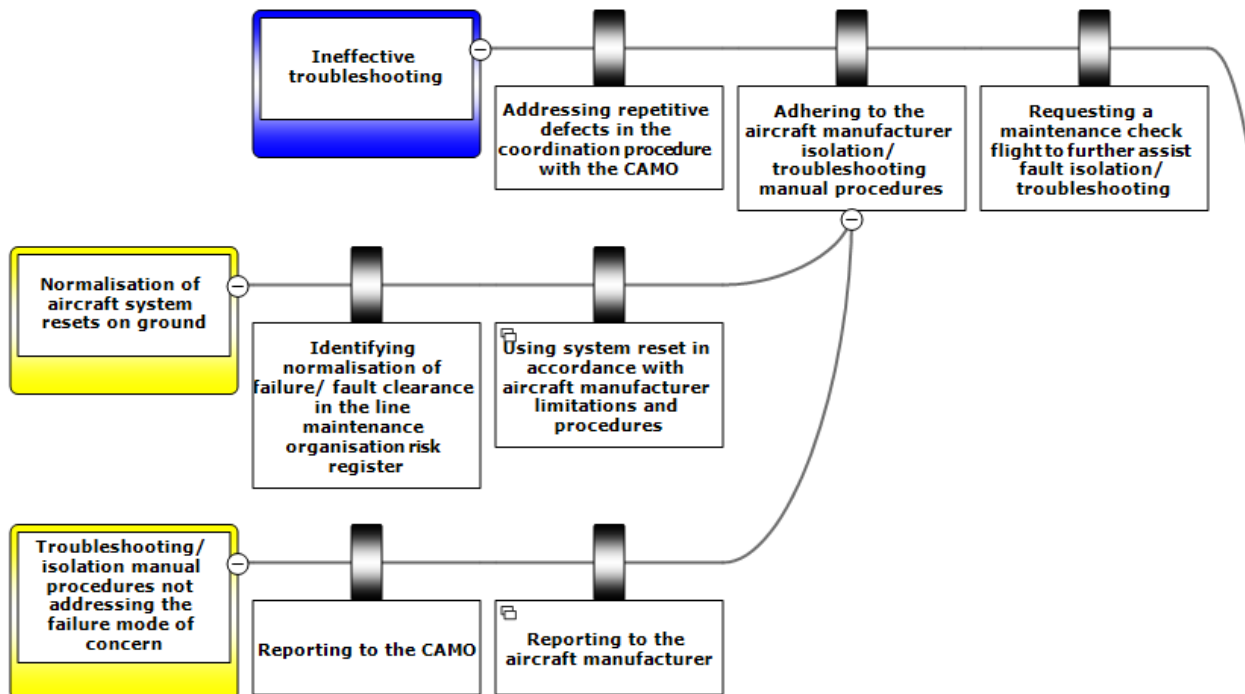 Ineffective
troubleshooting
Addressing repetitive
defects in the
coordination procedure
with the CAMO
Adhering to the
aircraft manufacturer
isolation/
troubleshooting
manual procedures
Requesting a
maintenance check
flight to further assist
fault isolation/
troubleshooting
Normalisation of
aircraft system
resets on ground
Identifying
normalisation of
failure/ fault clearance
in the line
maintenance
organisation risk
register
Using system reset in
accordance with
aircraft manufacturer
limitations and
procedures
Troubleshooting/
isolation manual
procedures not
addressing the
failure mode of
concern
Reporting to the CAMO
Reporting to the
aircraft manufacturer